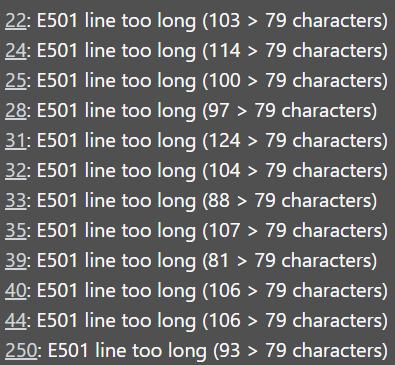 22: E501 line too long (103 > 79 characters)
24: E501 line too long (114 > 79 characters)
25: E501 line too long (100 > 79 characters)
28: E501 line too long (97 > 79 characters)
31: E501 line too long (124 > 79 characters)
32: E501 line too long (104 > 79 characters)
33: E501 line too long (88 > 79 characters)
35: E501 line too long (107 > 79 characters)
39: E501 line too long (81 > 79 characters)
40: E501 line too long (106 > 79 characters)
44: E501 line too long (106 > 79 characters)
250: E501 line too long (93 > 79 characters)